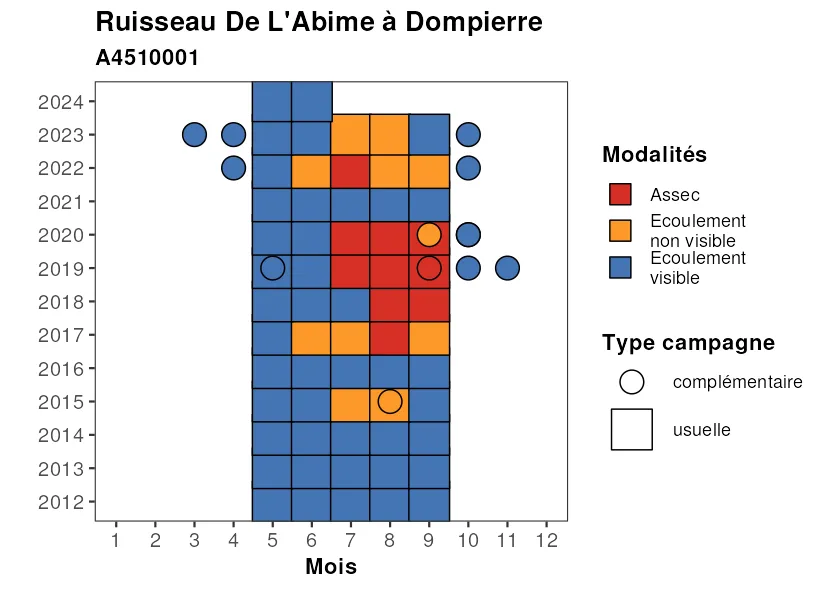 Ruisseau De L'Abime à Dompierre
A4510001
2024
2023
2022
2021
2020
2019
2018
2017
2016
2015
2014
2013
2012
1 2 3 4 5 6 7 8 9 10 11 12
Mois
Modalités
Assec
Ecoulement
non visible
Ecoulement
visible
Type campagne
complémentaire
usuelle